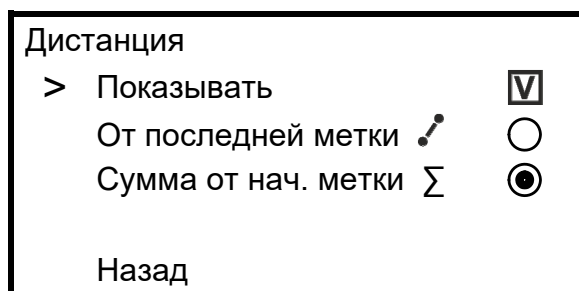 Дистанция
> Показывать V
От последней метки
Сумма от нач. метки ∑
Назад